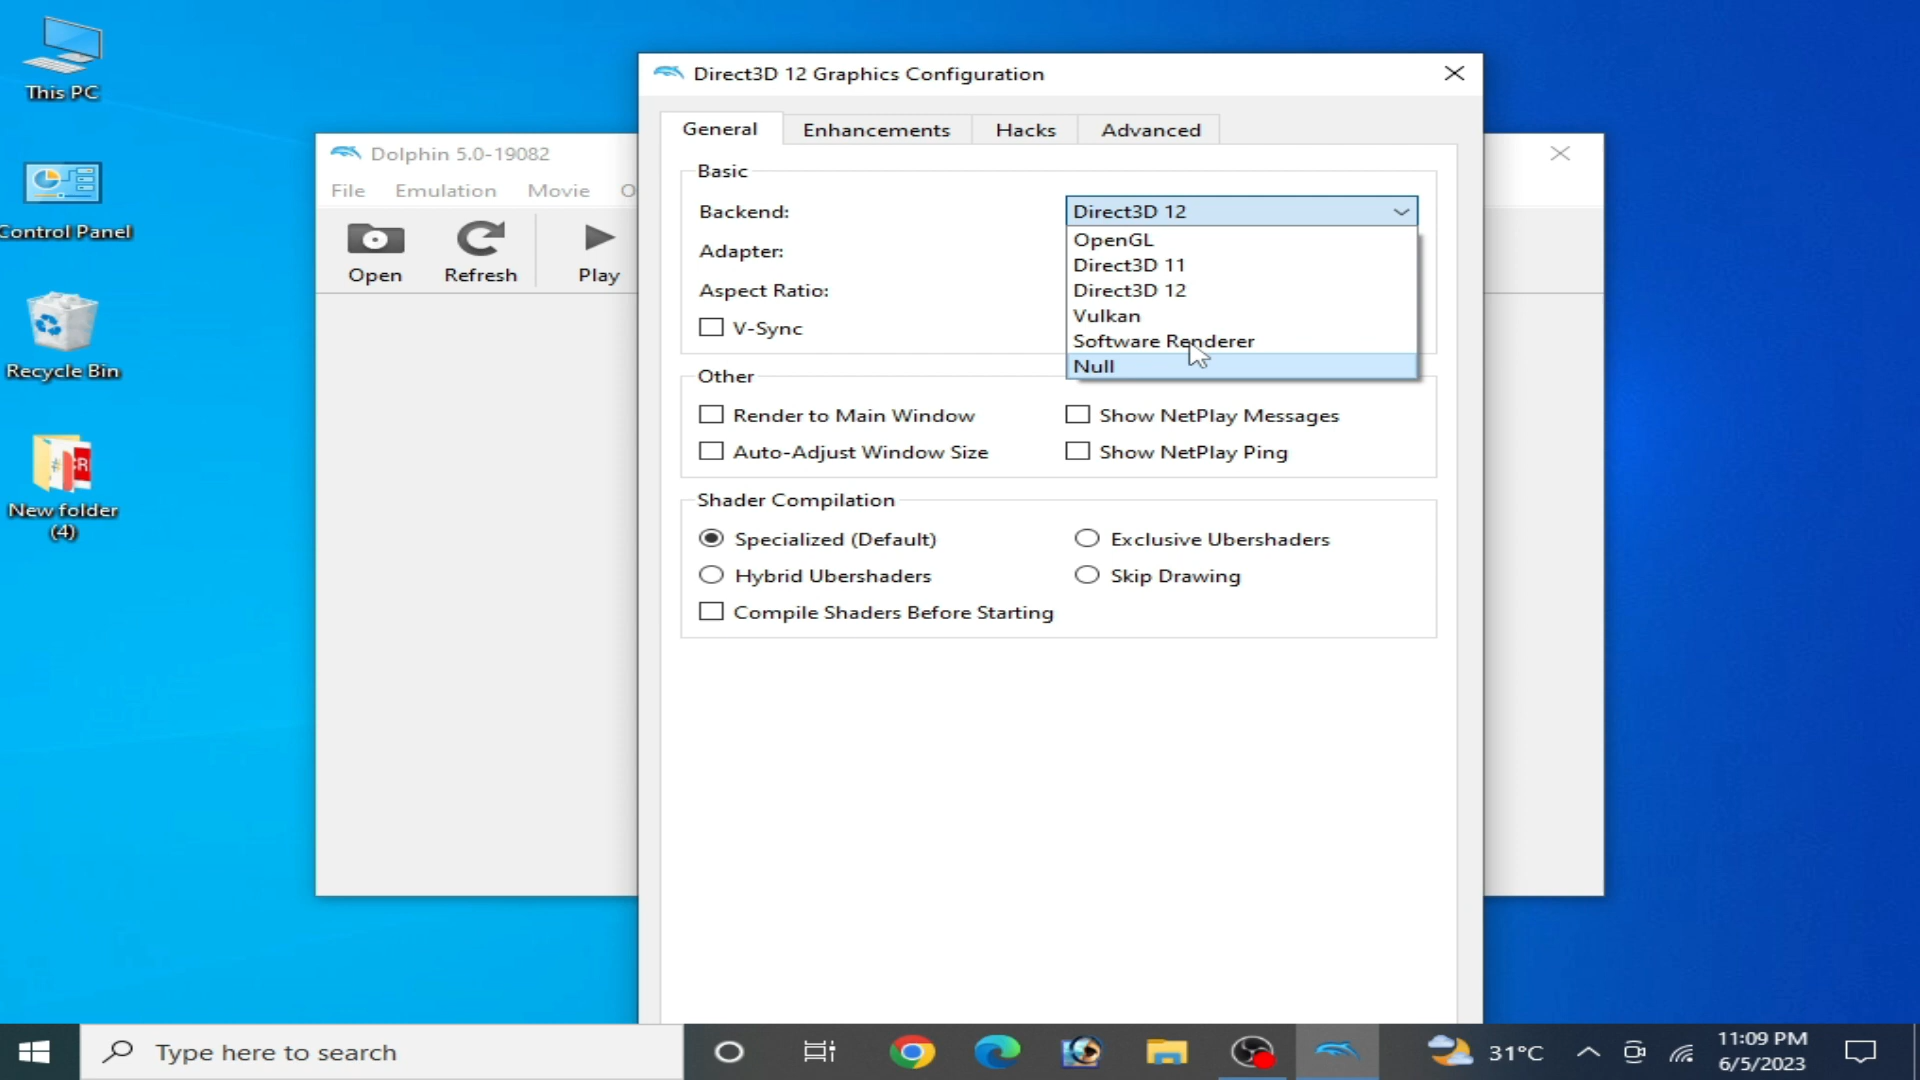 This PC
Control Panel
Recycle Bin
New folder
(4)
Dolphin 5.0-19082
File Emulation Movie O
Open Refresh Play
Direct3D 12 Graphics Configuration
General Enhancements Hacks Advanced
Basic
Backend: Direct3D 12
OpenGL
Adapter:
Direct3D 11
Aspect Ratio: Direct3D 12
Vulkan
V-Sync
Software Renderer
Null
Other
Render to Main Window Show NetPlay Messages
Auto-Adjust Window Size Show NetPlay Ping
Shader Compilation
Specialized (Default) Exclusive Ubershaders
Hybrid Ubershaders Skip Drawing
Compile Shaders Before Starting
Type here to search
31°C
11:09 PM
6/5/2023